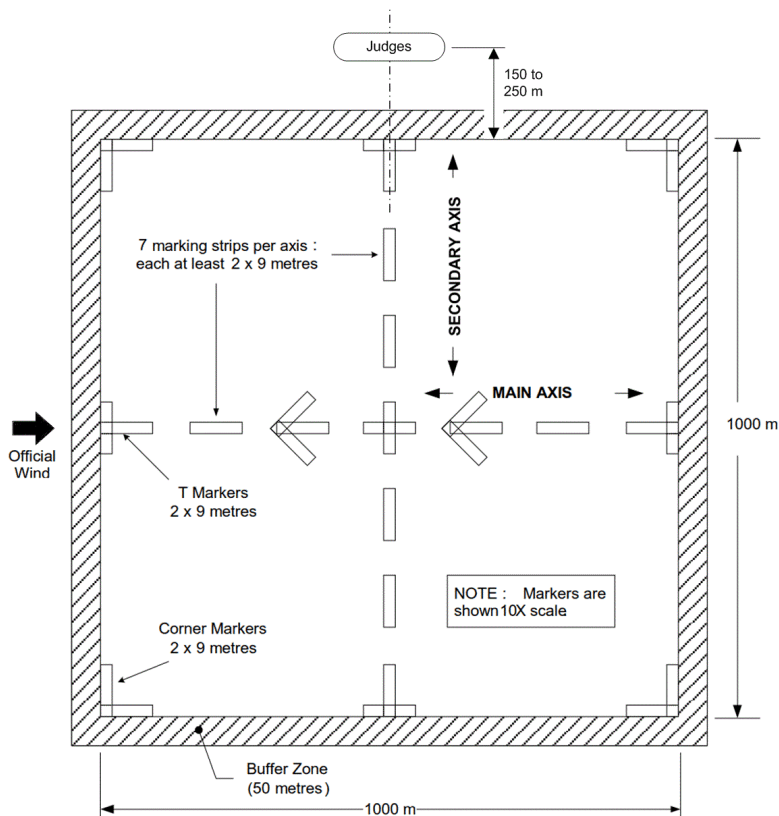 Judges
150 to
250 m
7 marking strips per axis :
each at least 2 x 9 metres
SECONDARY AXIS
MAIN AXIS
1000 m
Official
Wind
T Markers
2 x 9 metres
NOTE : Markers are
shown10X scale
Corner Markers
2 x 9 metres
Buffer Zone
(50 metres)
1000 m